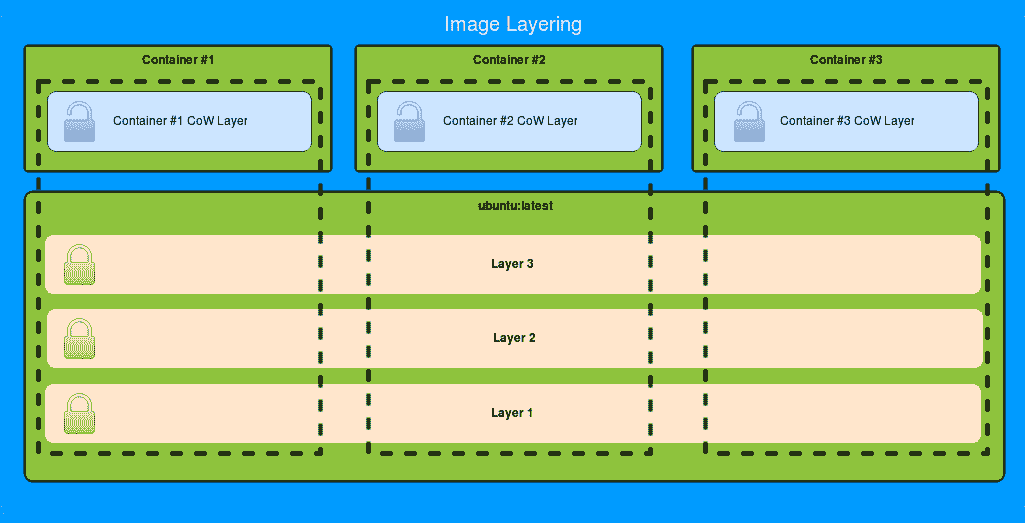 Image Layering
Container #1
Container #2
Container #3
Container #1 CoW Layer
Container #2 CoW Layer
Container #3 CoW Layer
ubuntu:latest
Layer 3
Layer 2
Layer 1